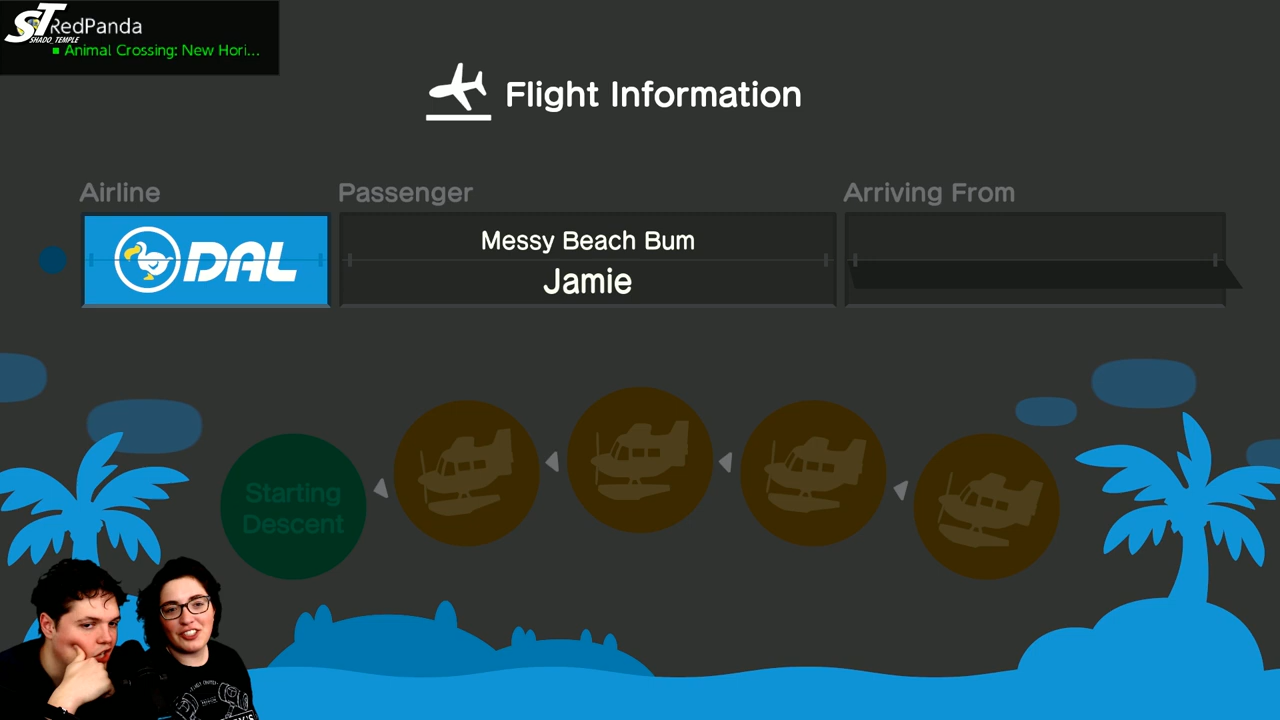 ST
SHADO_TEMPLE
RedPanda
Animal Crossing: New Hori...
Flight Information
Airline
Passenger
Arriving From
DAL
Messy Beach Bum
Jamie
Starting
Descent